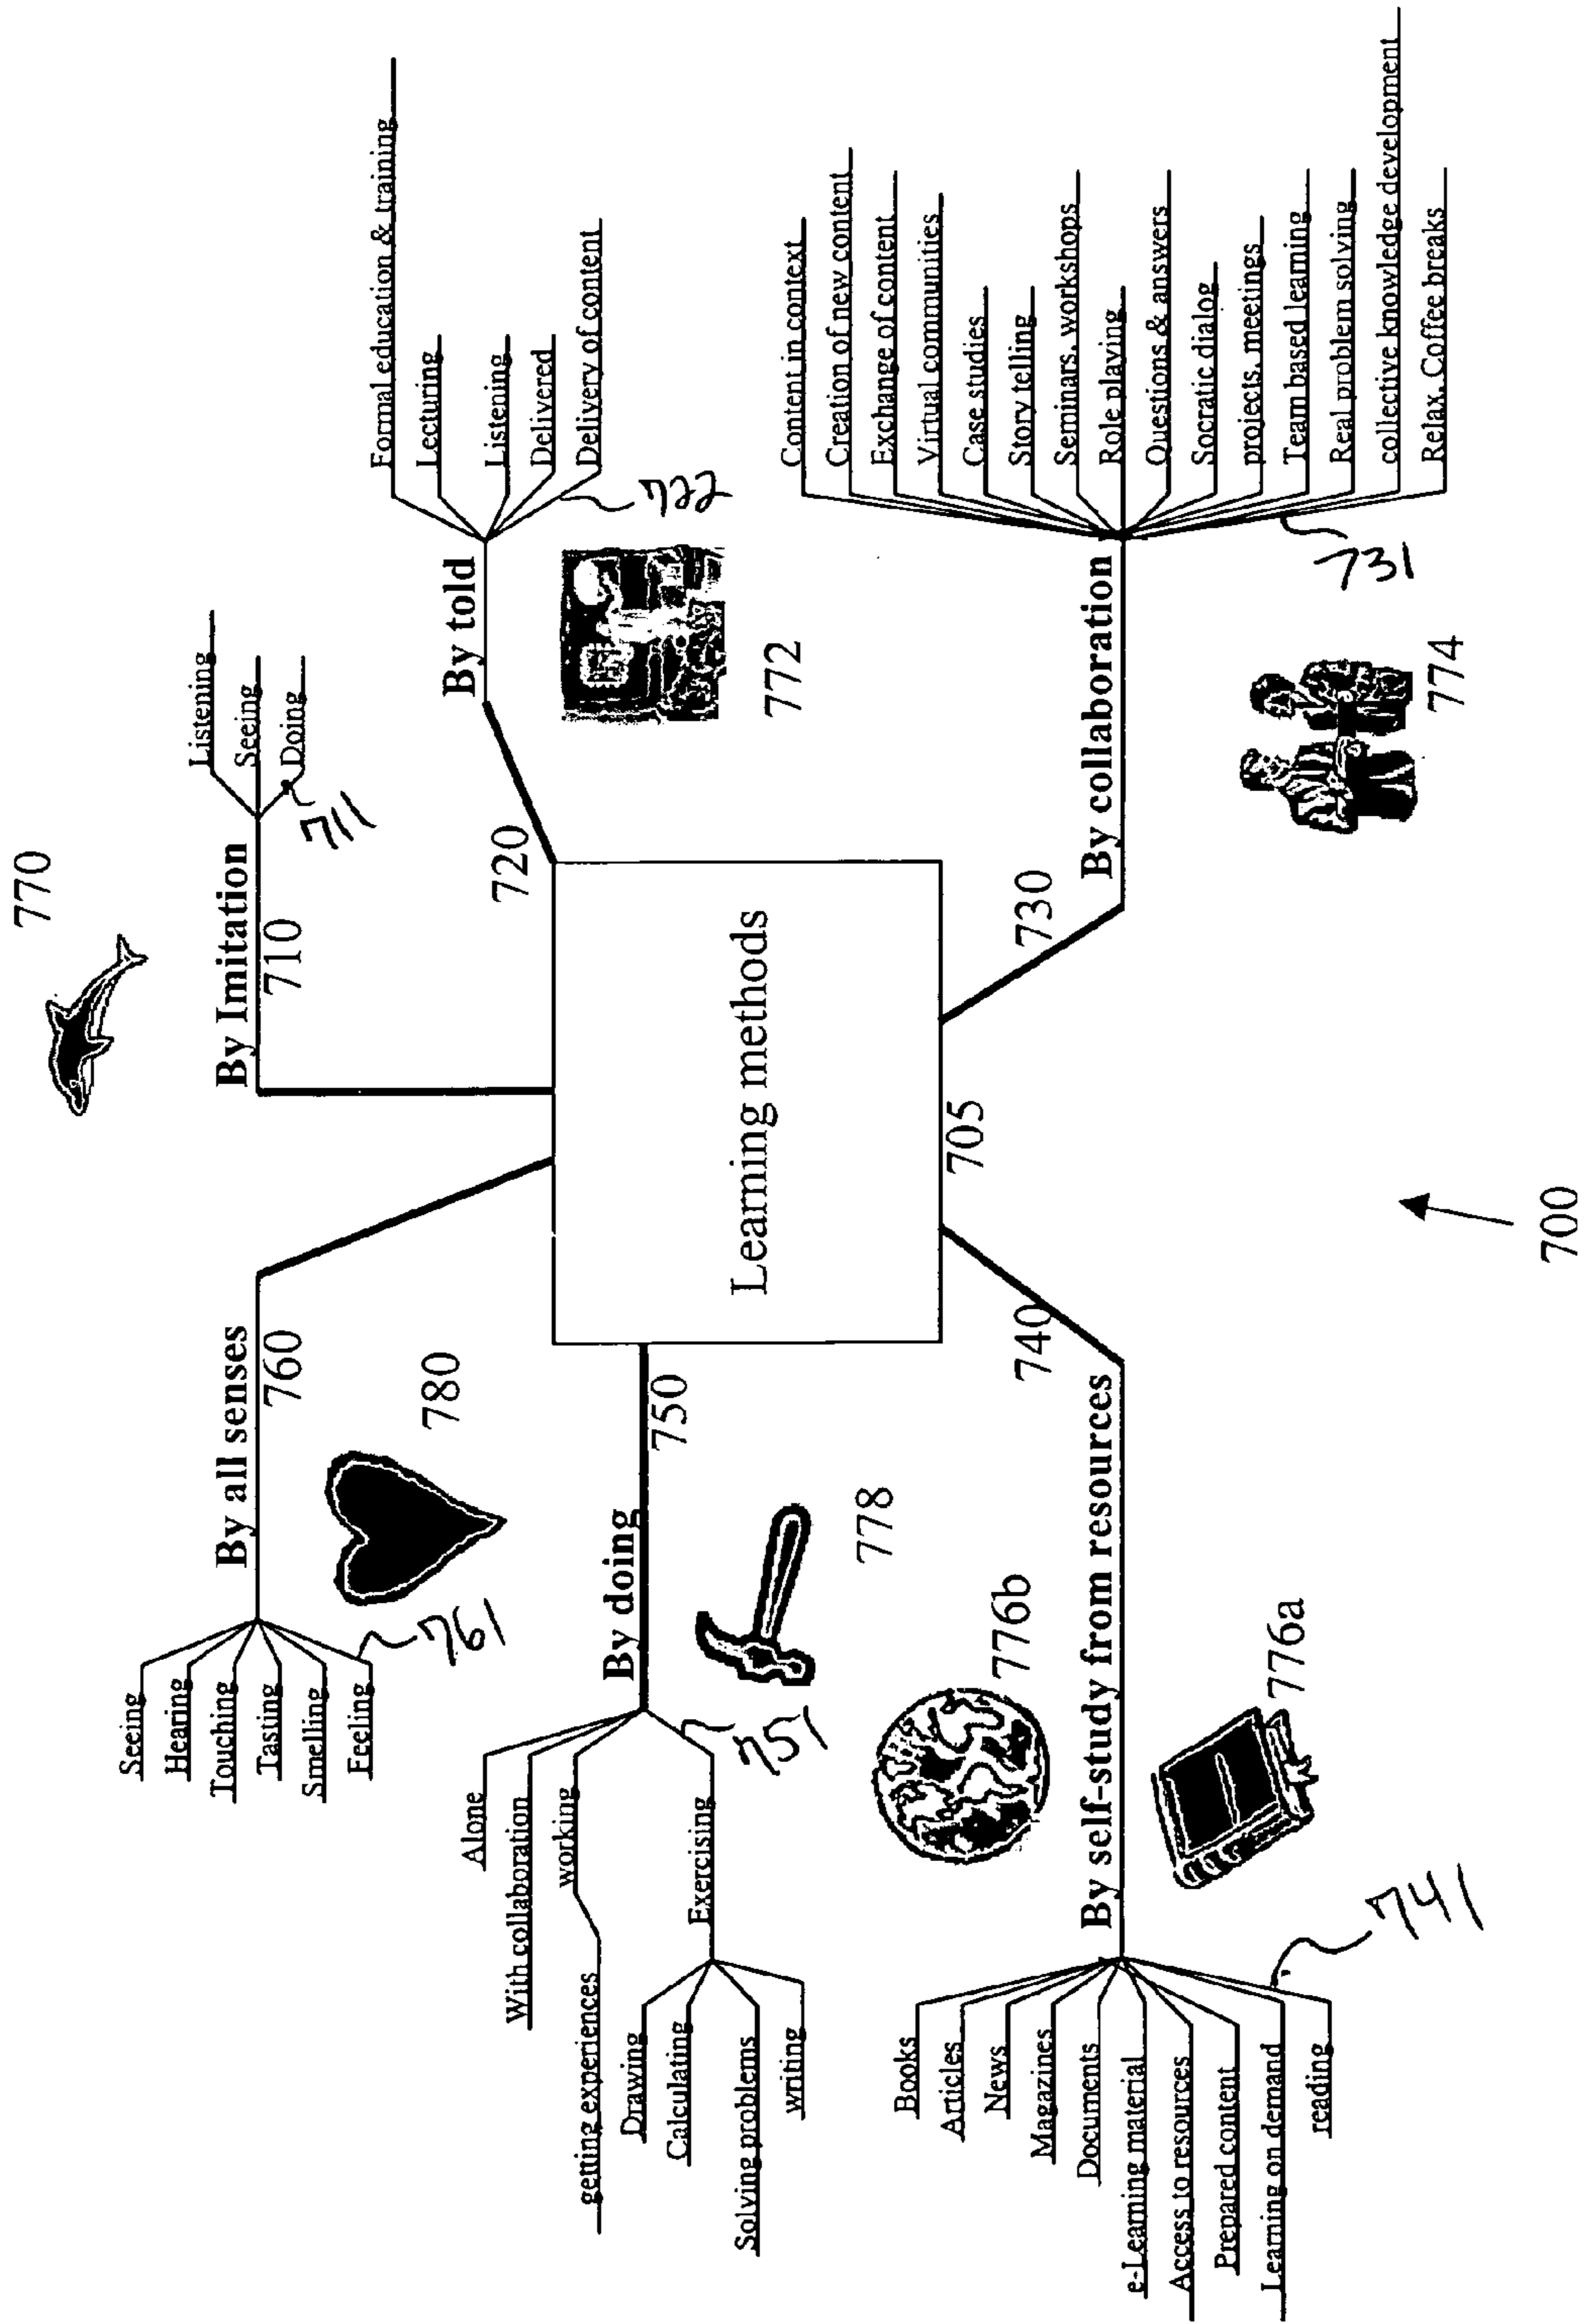 770
By all senses
760
Seeing
Hearing
Touching
Tasting
Smelling
Feeling
761
780
By Imitation
710
Listening
Seeing
Doing
711
By told
720
Formal education & training
Lecturing
Listening
Delivered
Delivery of content
772
By doing
750
Alone
With collaboration
working
getting experiences
Exercising
Drawing
Calculating
Solving problems
writing
751
778
Learning methods
705
By self-study from resources
740
Books
Articles
News
Magazines
Documents
e-Learning material
Access to resources
Prepared content
Learning on demand
reading
741
776b
776a
By collaboration
730
Content in context
Creation of new content
Exchange of content
Virtual communities
Case studies
Story telling
Seminars, workshops
Role playing
Questions & answers
Socratic dialog
projects, meetings
Team based learning
Real problem solving
collective knowledge development
Relax, Coffee breaks
731
774
700